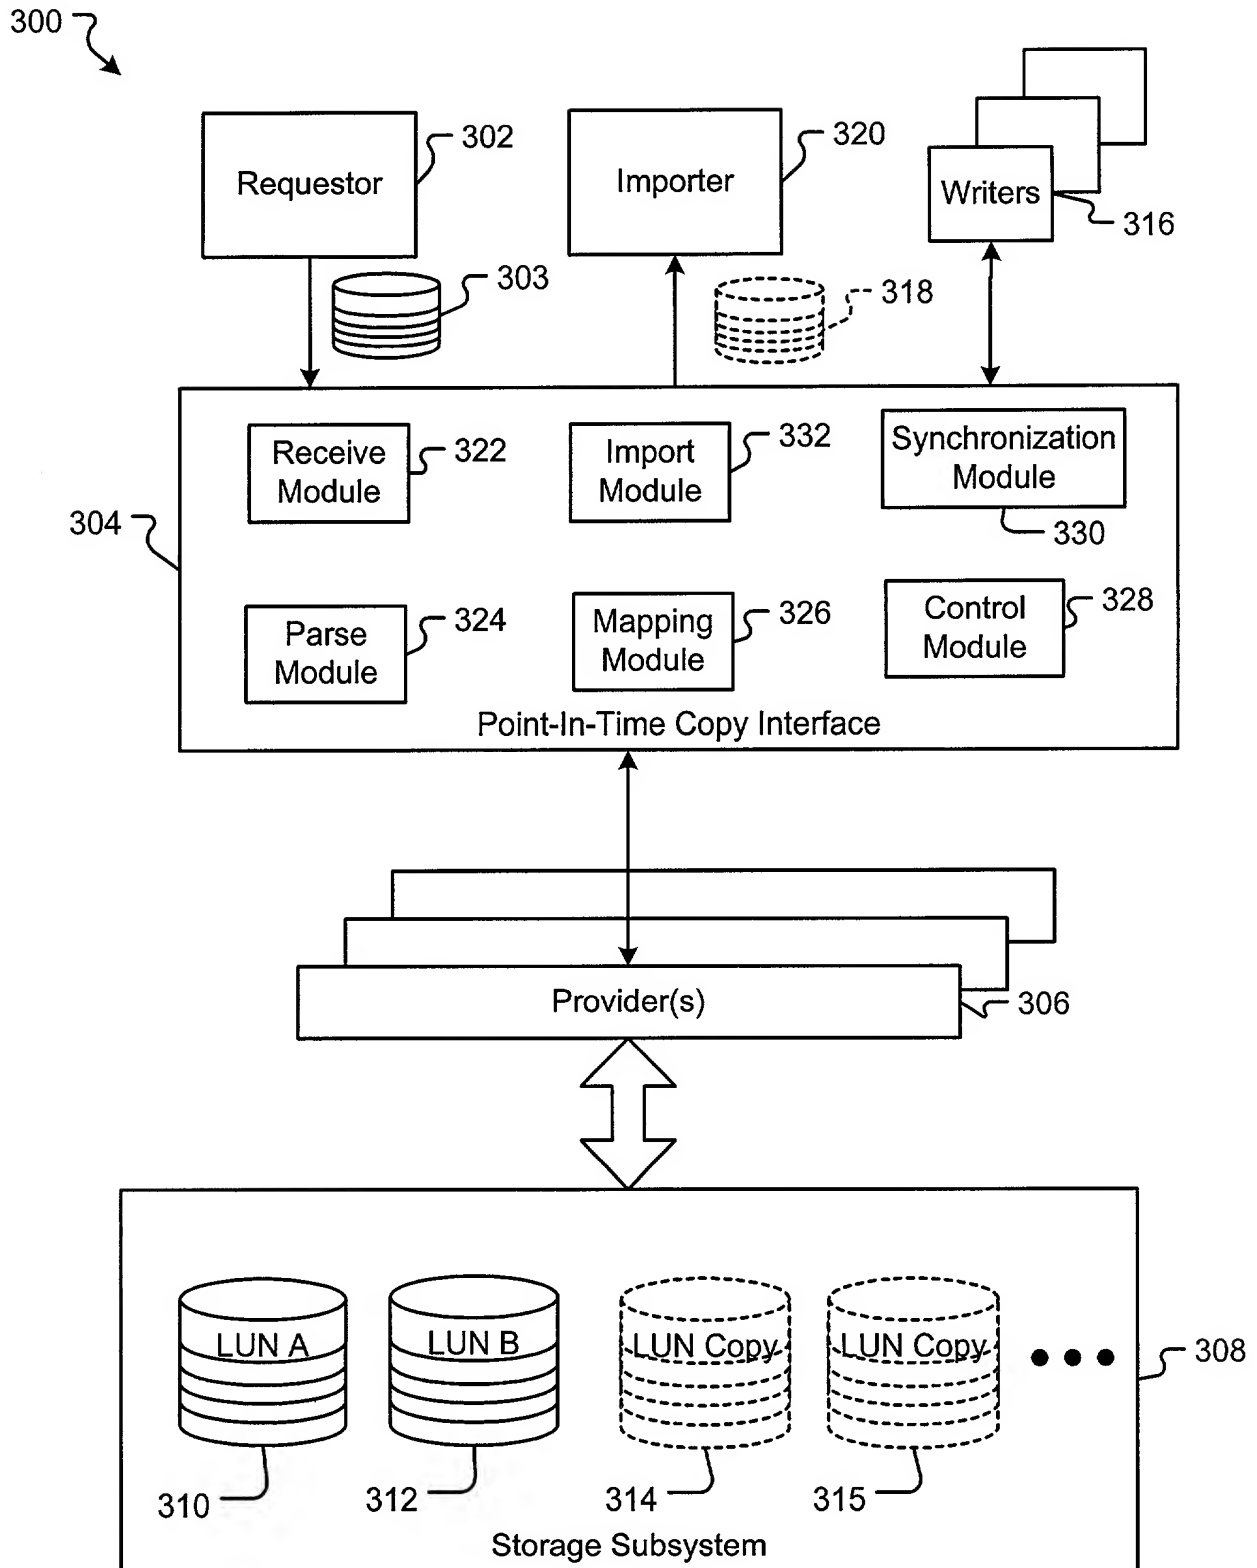 300
302
Requestor
320
Importer
Writers
316
303
318
Receive
Module
322
Import
Module
332
Synchronization
Module
330
304
Parse
Module
324
Mapping
Module
326
Control
Module
328
Point-In-Time Copy Interface
Provider(s)
306
LUN A
LUN B
LUN Copy
LUN Copy
308
310
312
314
315
Storage Subsystem